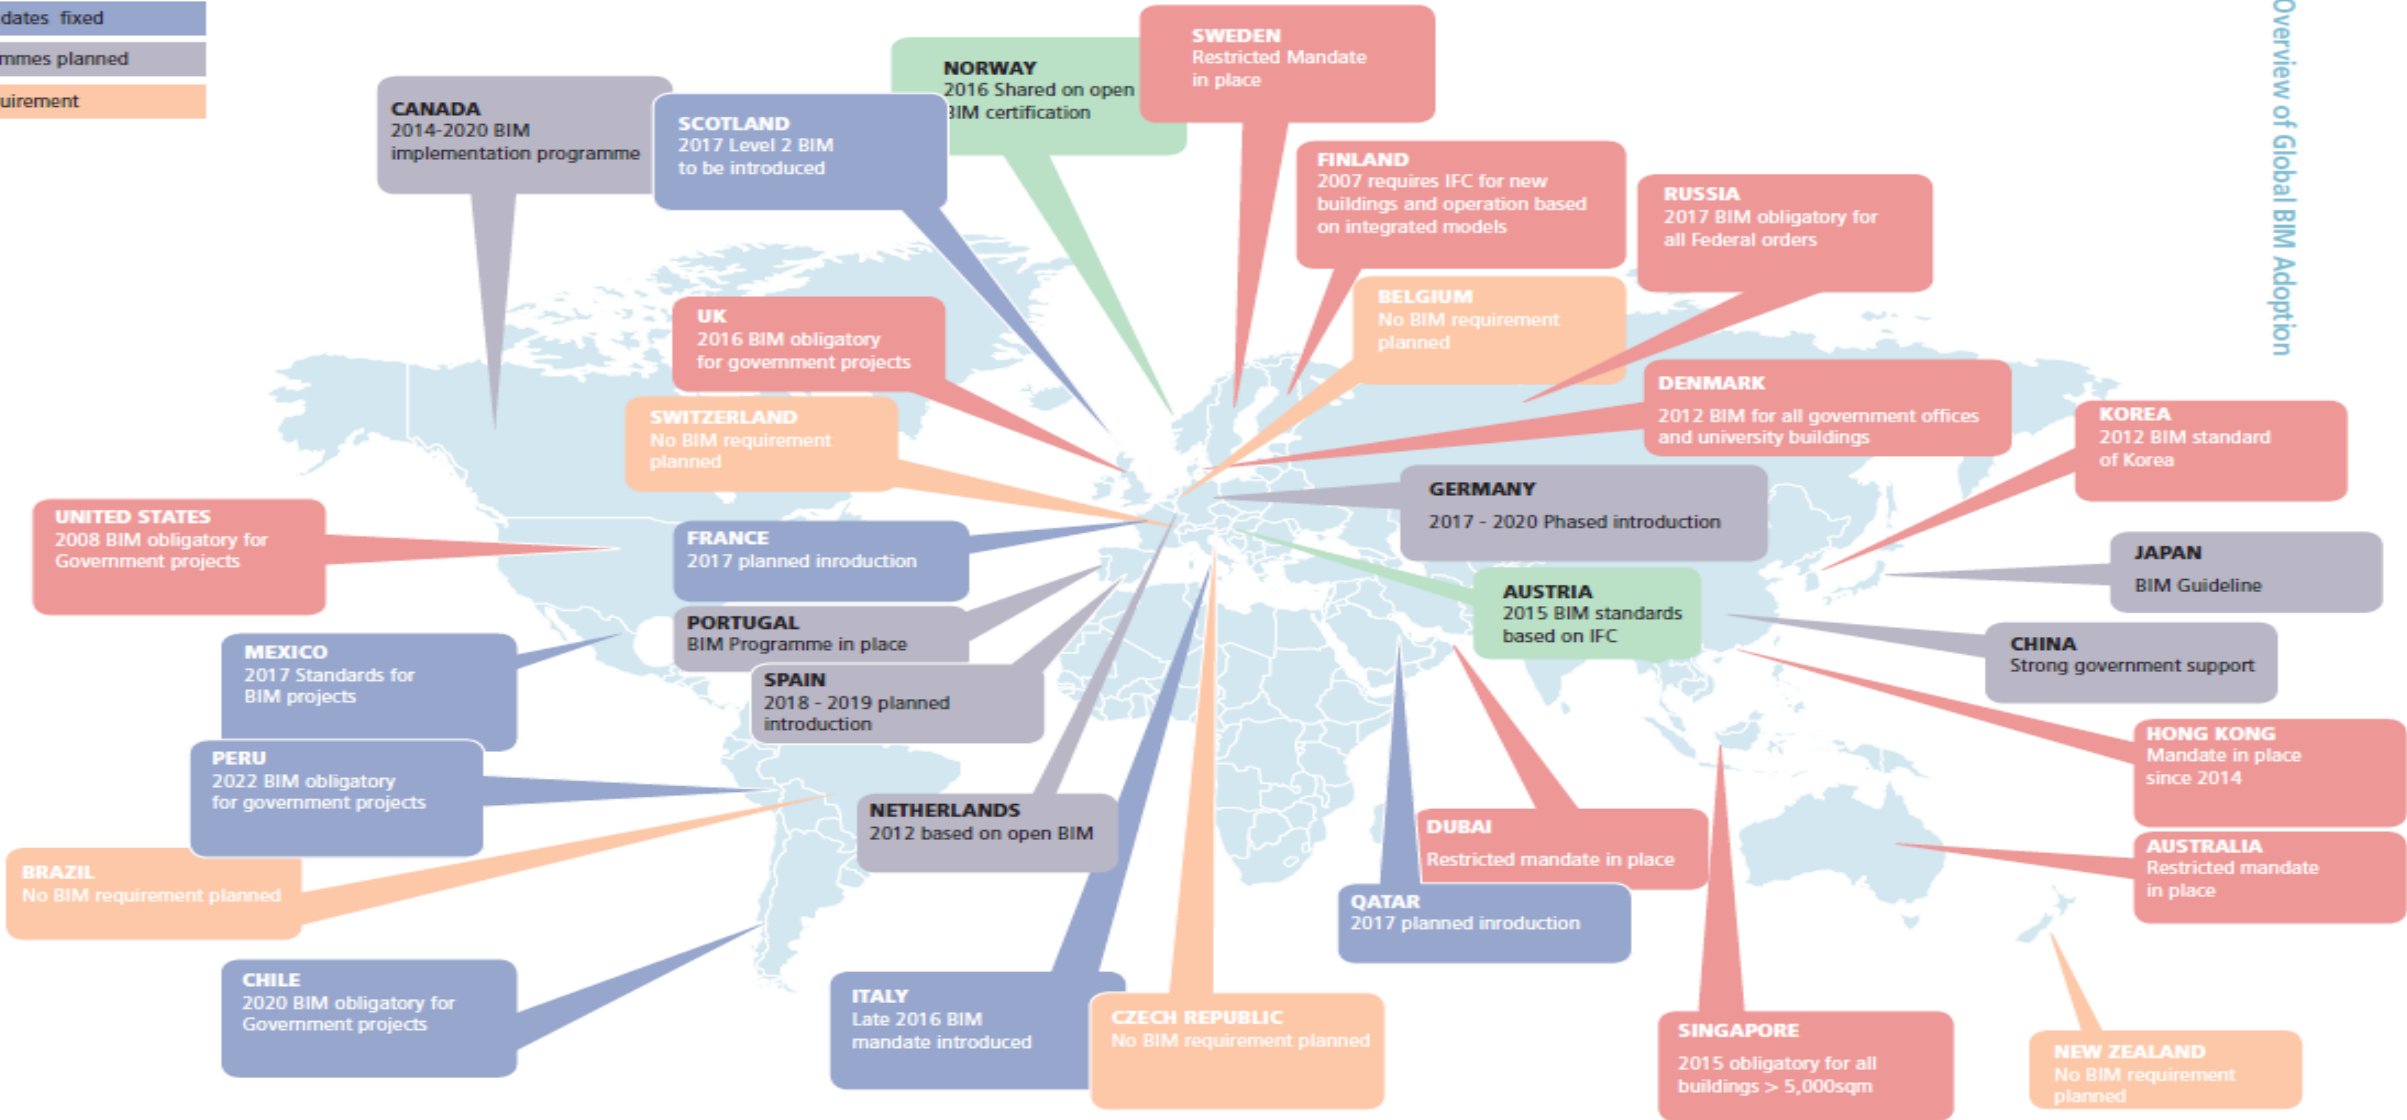 dates fixed
mmes planned
uirement
Overview of Global BIM Adoption
CANADA
2014-2020 BIM
implementation programme
SCOTLAND
2017 Level 2 BIM
to be introduced
NORWAY
2016 Shared on open
BIM certification
SWEDEN
Restricted Mandate
in place
FINLAND
2007 requires IFC for new
buildings and operation based
on integrated models
RUSSIA
2017 BIM obligatory for
all Federal orders
UK
2016 BIM obligatory
for government projects
BELGIUM
No BIM requirement
planned
DENMARK
2012 BIM for all government offices
and university buildings
KOREA
2012 BIM standard
of Korea
SWITZERLAND
No BIM requirement
planned
GERMANY
2017 - 2020 Phased introduction
UNITED STATES
2008 BIM obligatory for
Government projects
FRANCE
2017 planned inroduction
JAPAN
BIM Guideline
AUSTRIA
2015 BIM standards
based on IFC
PORTUGAL
BIM Programme in place
CHINA
Strong government support
MEXICO
2017 Standards for
BIM projects
SPAIN
2018 - 2019 planned
introduction
HONG KONG
Mandate in place
since 2014
PERU
2022 BIM obligatory
for government projects
NETHERLANDS
2012 based on open BIM
DUBAI
Restricted mandate in place
AUSTRALIA
Restricted mandate
in place
BRAZIL
No BIM requirement planned
QATAR
2017 planned inroduction
CHILE
2020 BIM obligatory for
Government projects
ITALY
Late 2016 BIM
mandate introduced
CZECH REPUBLIC
No BIM requirement planned
SINGAPORE
2015 obligatory for all
buildings > 5,000sqm
NEW ZEALAND
No BIM requirement
planned